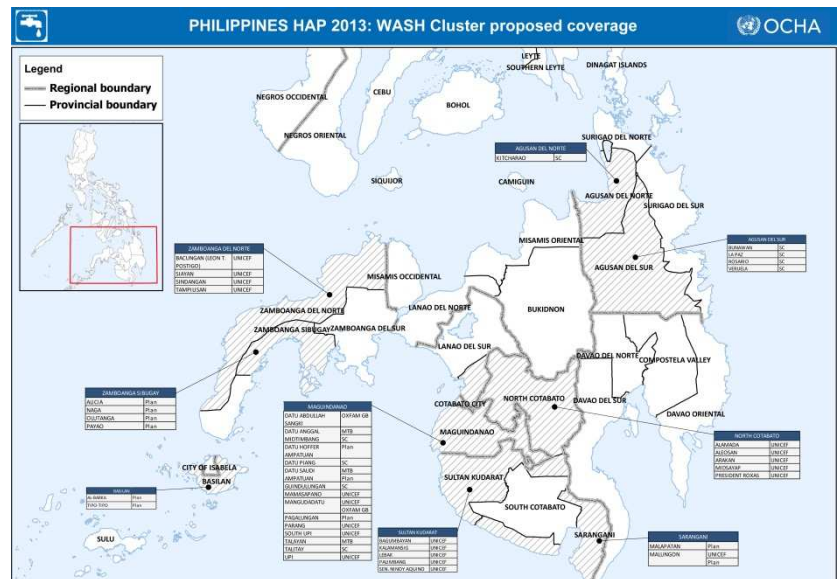 PHILIPPINES HAP 2013: WASH Cluster proposed coverage
OCHA
Legend
Regional boundary
Provincial boundary
LEYTE
SOUTHERN LEYTE
DINAGAT ISLANDS
NEGROS OCCIDENTAL
CEBU
BOHOL
NEGROS ORIENTAL
SURIGAO DEL NORTE
AGUSAN DEL NORTE
KITCHARAO SC
SIQUIJOR
CAMIGUIN
AGUSAN DEL NORTE
SURIGAO DEL SUR
MISAMIS ORIENTAL
AGUSAN DEL SUR
BUNAWAN SC
LA PAZ SC
ROSARIO SC
VERUELA SC
ZAMBOANGA DEL NORTE
BACUNGAN (LEON T. UNICEF
POSTIGO)
SIAYAN UNICEF
SINDANGAN UNICEF
TAMPILISAN UNICEF
MISAMIS OCCIDENTAL
AGUSAN DEL SUR
ZAMBOANGA DEL NORTE
LANAO DEL NORTE
BUKIDNON
ZAMBOANGA SIBUGAY
ZAMBOANGA DEL SUR
LANAO DEL SUR
DAVAO DEL NORTE
COMPOSTELA VALLEY
ZAMBOANGA SIBUGAY
ALICIA Plan
NAGA Plan
OLUTANGA Plan
PAYAO Plan
COTABATO CITY
NORTH COTABATO
DAVAO DEL SUR
DAVAO ORIENTAL
MAGUINDANAO
DATU ABDULLAH OXFAM GB
SANGKI
DATU ANGGAL MTB
MIDTIMBANG SC
DATU HOFFER Plan
AMPATUAN
DATU PIANG SC
DATU SAUDI MTB
AMPATUAN Plan
GUINDULUNGAN SC
MAMASAPANO UNICEF
MANGUDADATU UNICEF
OXFAM GB
PAGALUNGAN Plan
PARANG UNICEF
SOUTH UPI UNICEF
TALAYAN MTB
TALITAY SC
UPI UNICEF
MAGUINDANAO
NORTH COTABATO
ALAMADA UNICEF
ALEOSAN UNICEF
ARAKAN UNICEF
MIDSAYAP UNICEF
PRESIDENT ROXAS UNICEF
CITY OF ISABELA
BASILAN
BASILAN
TIPO-TIPO Plan
SULTAN KUDARAT
SOUTH COTABATO
SULU
SULTAN KUDARAT
BAGUMBAYAN UNICEF
KALAMANSIG UNICEF
LEBAK UNICEF
PALIMBANG UNICEF
SEN. NINOY AQUINO UNICEF
SARANGANI
SARANGANI
MALAPATAN Plan
MALUNGON UNICEF
Plan